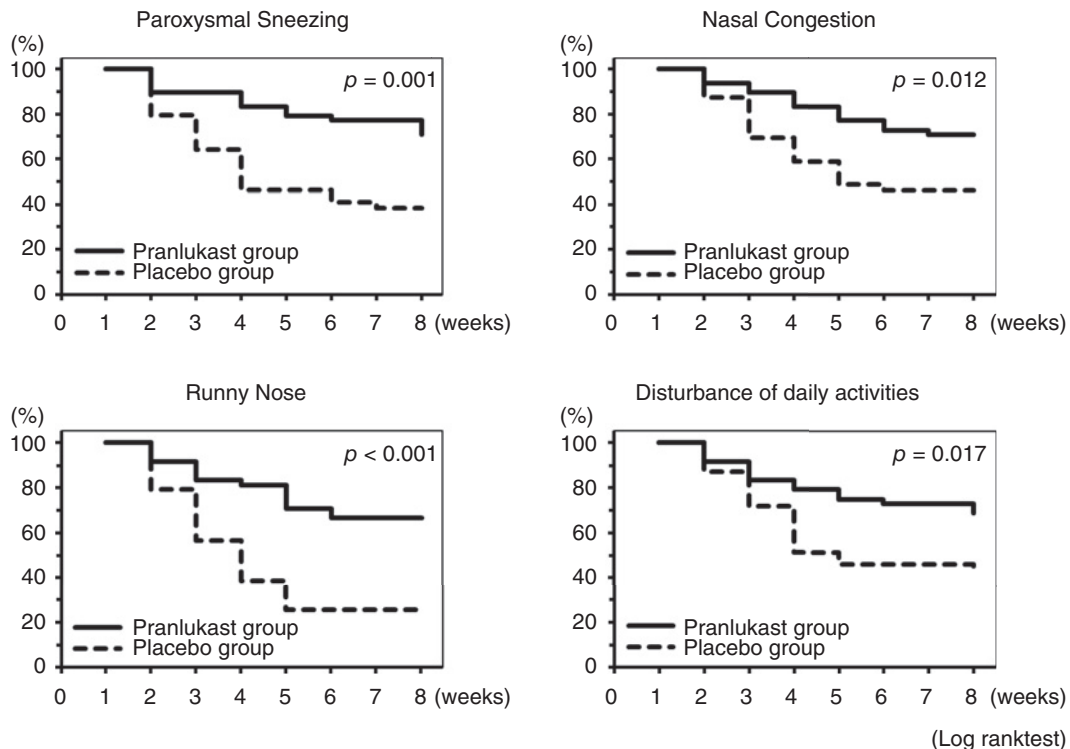 Paroxysmal Sneezing
(%)
100
80
60
40
20
0
p = 0.001
Pranlukast group
Placebo group
0 1 2 3 4 5 6 7 8 (weeks)
Nasal Congestion
(%)
100
80
60
40
20
0
p = 0.012
Pranlukast group
Placebo group
0 1 2 3 4 5 6 7 8 (weeks)
Runny Nose
(%)
100
80
60
40
20
0
p < 0.001
Pranlukast group
Placebo group
0 1 2 3 4 5 6 7 8 (weeks)
Disturbance of daily activities
(%)
100
80
60
40
20
0
p = 0.017
Pranlukast group
Placebo group
0 1 2 3 4 5 6 7 8 (weeks)
(Log ranktest)